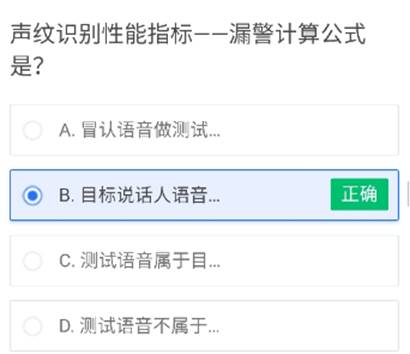 声纹识别性能指标——漏警计算公式
是？
A. 冒认语音做测试...
B. 目标说话人语音...
正确
C. 测试语音属于目...
D. 测试语音不属于...